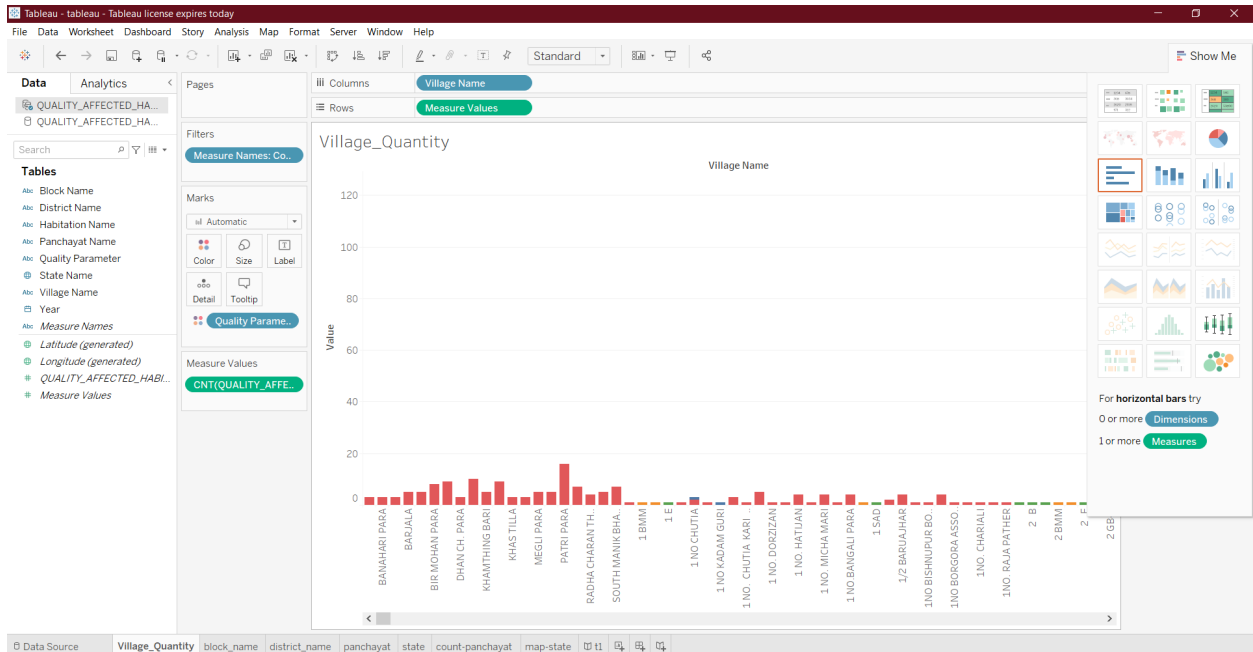 Tableau - tableau - Tableau license expires today
File Data Worksheet Dashboard Story Analysis Map Format Server Window Help
Standard
Show Me
Data Analytics
QUALITY_AFFECTED_HA...
QUALITY_AFFECTED_HA...
Search
Tables
Abc Block Name
Abc District Name
Abc Habitation Name
Abc Panchayat Name
Abc Quality Parameter
State Name
Abc Village Name
Year
Abc Measure Names
Latitude (generated)
Longitude (generated)
# QUALITY_AFFECTED_HABI...
# Measure Values
Pages
Filters
Measure Names: Co..
Marks
Automatic
Color Size Label
Detail Tooltip
Quality Parame..
Measure Values
CNT(QUALITY_AFFE..
Columns
Village Name
Rows
Measure Values
Village_Quantity
Village Name
Value
120
100
80
60
40
20
0
BANAHARI PARA
BARJALA
BIR MOHAN PARA
DHAN CH. PARA
KHAMTHING BARI
KHAS TILLA
MEGLI PARA
PATRI PARA
RADHA CHARAN TH..
SOUTH MANIK BHA..
1 BMM
1 E
1 NO CHUTIA
1 NO KADAM GURI
1 NO. CHUTIA KARI ..
1 NO. DORZIZAN
1 NO. HATIJAN
1 NO. MICHA MARI
1 NO.BANGALI PARA
1 SAD
1/2 BARUAJHAR
1NO BISHNUPUR BO..
1NO BORGORA ASSO..
1NO. CHARIALI
1NO. RAJA PATHER
2 B
2 BMM
2 GB
For horizontal bars try
0 or more Dimensions
1 or more Measures
Data Source Village_Quantity block_name district_name panchayat state count-panchayat map-state t1